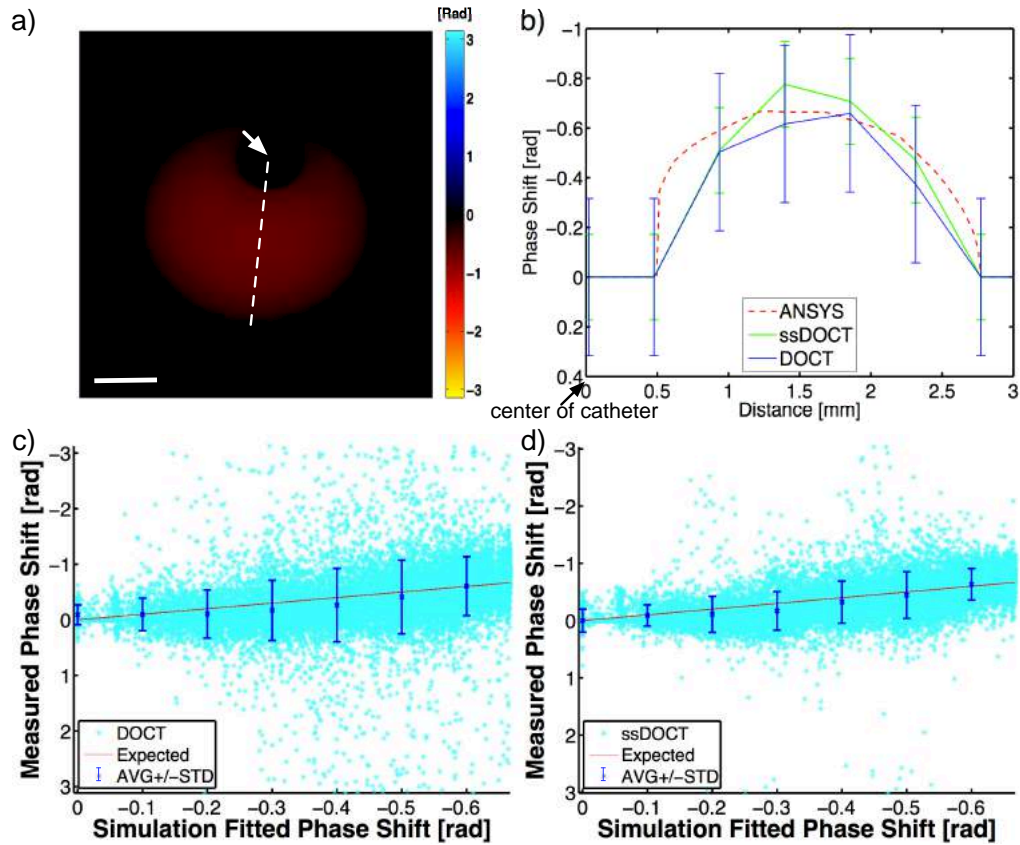 a)
[Rad]
3
2
1
0
−1
−2
−3
b)
−1
−0.8
−0.6
−0.4
−0.2
0
0.2
0.4
Phase Shift [rad]
ANSYS
ssDOCT
DOCT
0 0.5 1 1.5 2 2.5 3
center of catheter
Distance [mm]
c)
−3
−2
−1
0
1
2
3
Measured Phase Shift [rad]
DOCT
Expected
AVG+/−STD
0 −0.1 −0.2 −0.3 −0.4 −0.5 −0.6
Simulation Fitted Phase Shift [rad]
d)
−3
−2
−1
0
1
2
3
Measured Phase Shift [rad]
ssDOCT
Expected
AVG+/−STD
0 −0.1 −0.2 −0.3 −0.4 −0.5 −0.6
Simulation Fitted Phase Shift [rad]